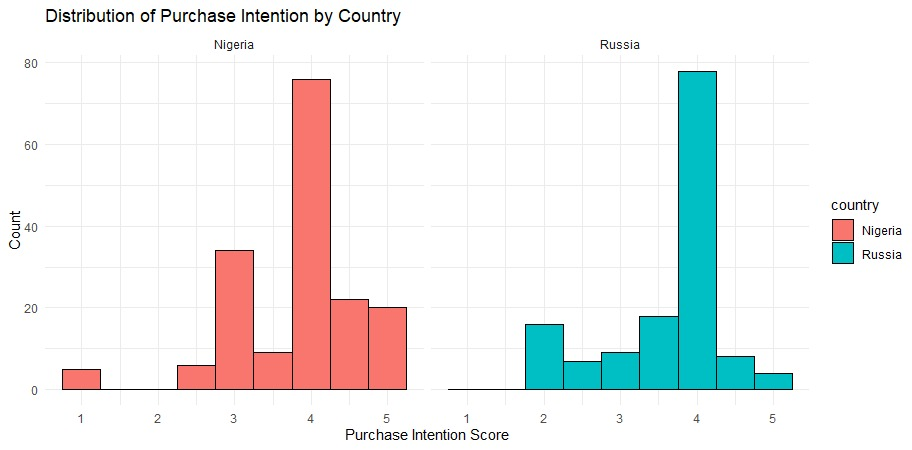 Distribution of Purchase Intention by Country
Nigeria
Russia
80
60
40
20
0
Count
1 2 3 4 5
1 2 3 4 5
Purchase Intention Score
country
Nigeria
Russia